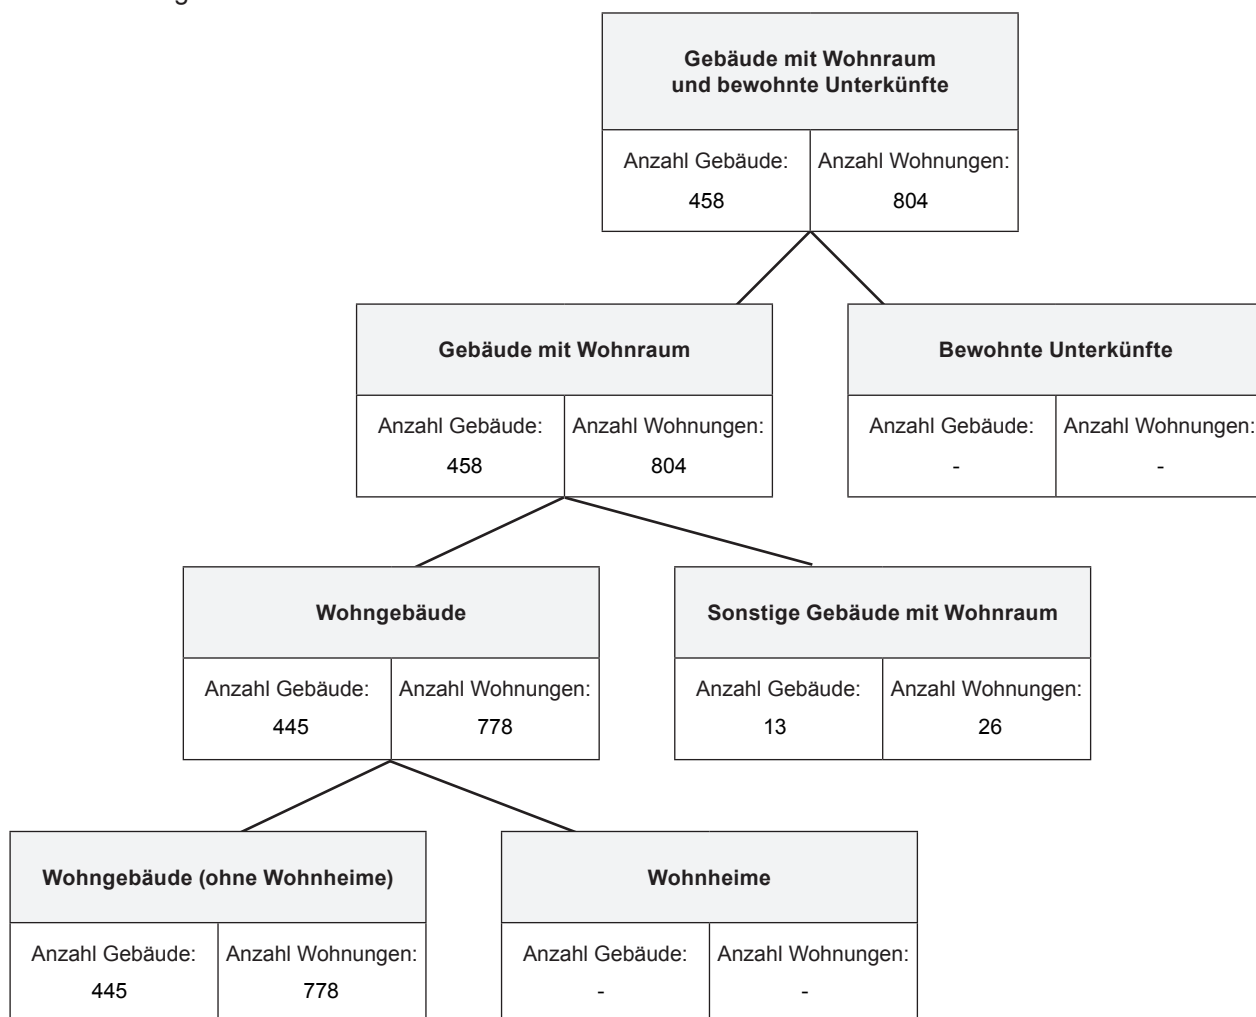 Gebäude mit Wohnraum
und bewohnte Unterkünfte
Anzahl Gebäude: Anzahl Wohnungen:
458 804
Gebäude mit Wohnraum
Anzahl Gebäude: Anzahl Wohnungen:
458 804
Bewohnte Unterkünfte
Anzahl Gebäude: Anzahl Wohnungen:
- -
Wohngebäude
Anzahl Gebäude: Anzahl Wohnungen:
445 778
Sonstige Gebäude mit Wohnraum
Anzahl Gebäude: Anzahl Wohnungen:
13 26
Wohngebäude (ohne Wohnheime)
Anzahl Gebäude: Anzahl Wohnungen:
445 778
Wohnheime
Anzahl Gebäude: Anzahl Wohnungen:
- -